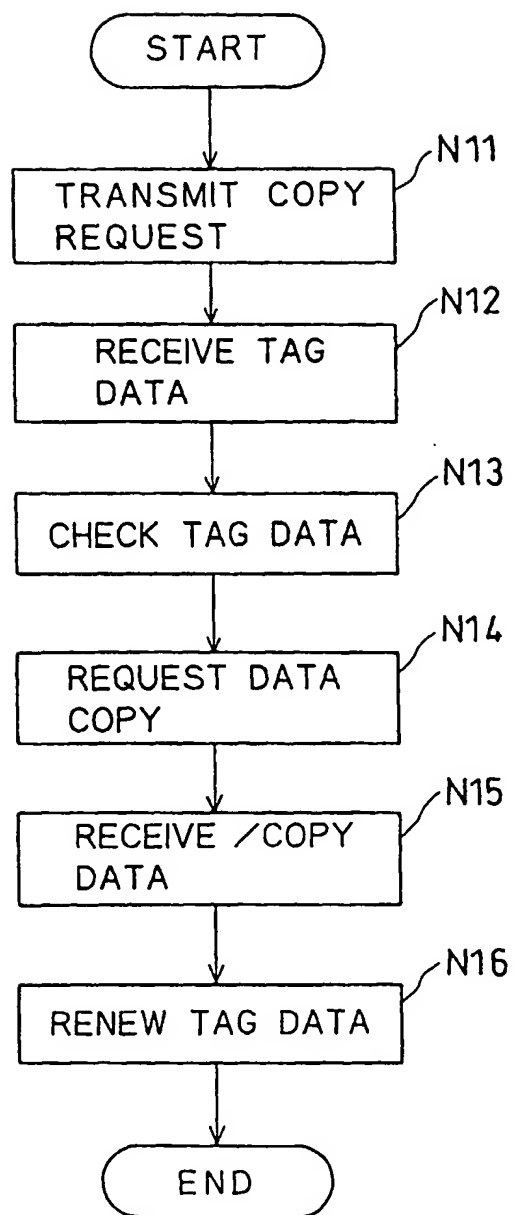 START
N11
TRANSMIT COPY
REQUEST
N12
RECEIVE TAG
DATA
N13
CHECK TAG DATA
N14
REQUEST DATA
COPY
N15
RECEIVE /COPY
DATA
N16
RENEW TAG DATA
END